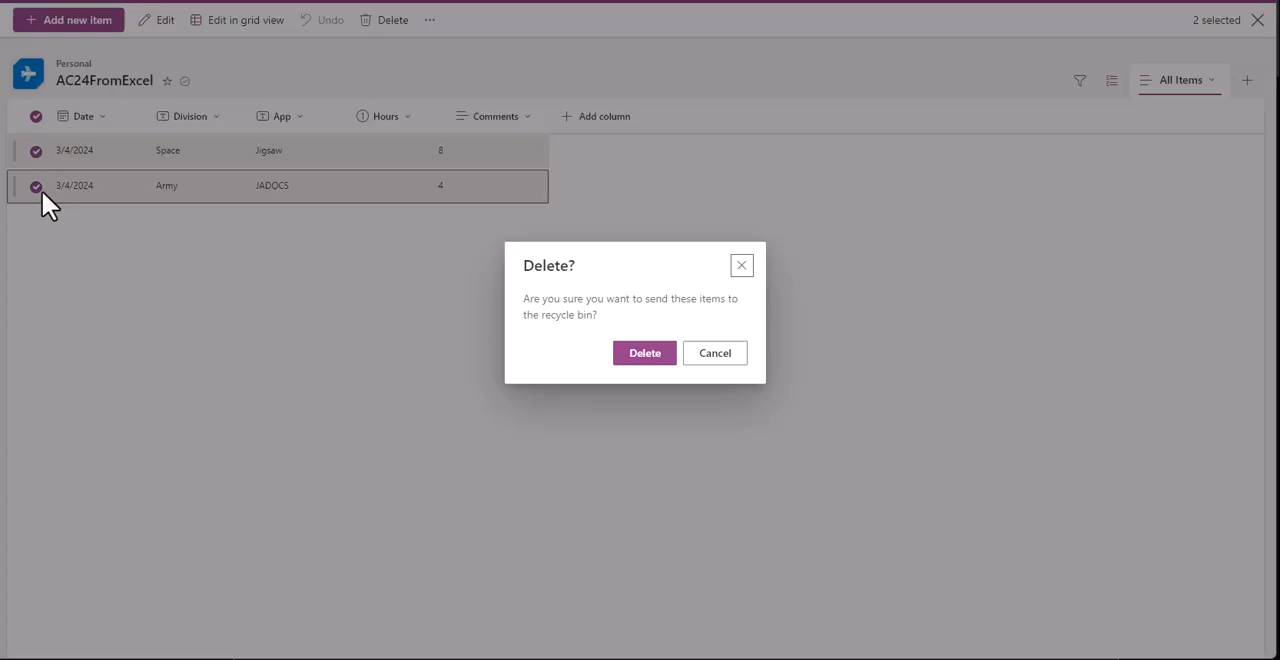 Add new item Edit Edit in grid view Undo Delete 2 selected
Personal
AC24FromExcel
All Items
Date Division App Hours Comments Add column
3/4/2024 Space Jigsaw 8
3/4/2024 Army JADOCS 4
Delete?
Are you sure you want to send these items to
the recycle bin?
Delete Cancel